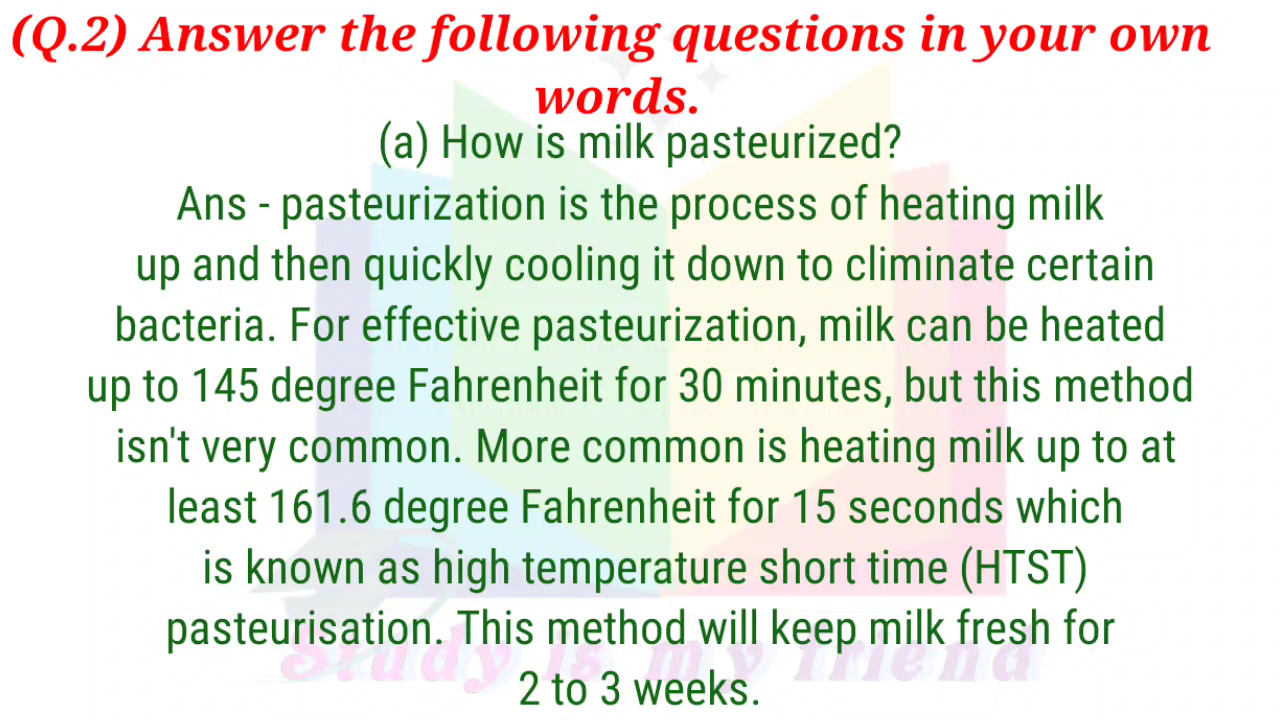 (Q.2) Answer the following questions in your own
words.
(a) How is milk pasteurized?
Ans - pasteurization is the process of heating milk
up and then quickly cooling it down to climinate certain
bacteria. For effective pasteurization, milk can be heated
up to 145 degree Fahrenheit for 30 minutes, but this method
isn't very common. More common is heating milk up to at
least 161.6 degree Fahrenheit for 15 seconds which
is known as high temperature short time (HTST)
pasteurisation. This method will keep milk fresh for
Study is my friend
2 to 3 weeks.